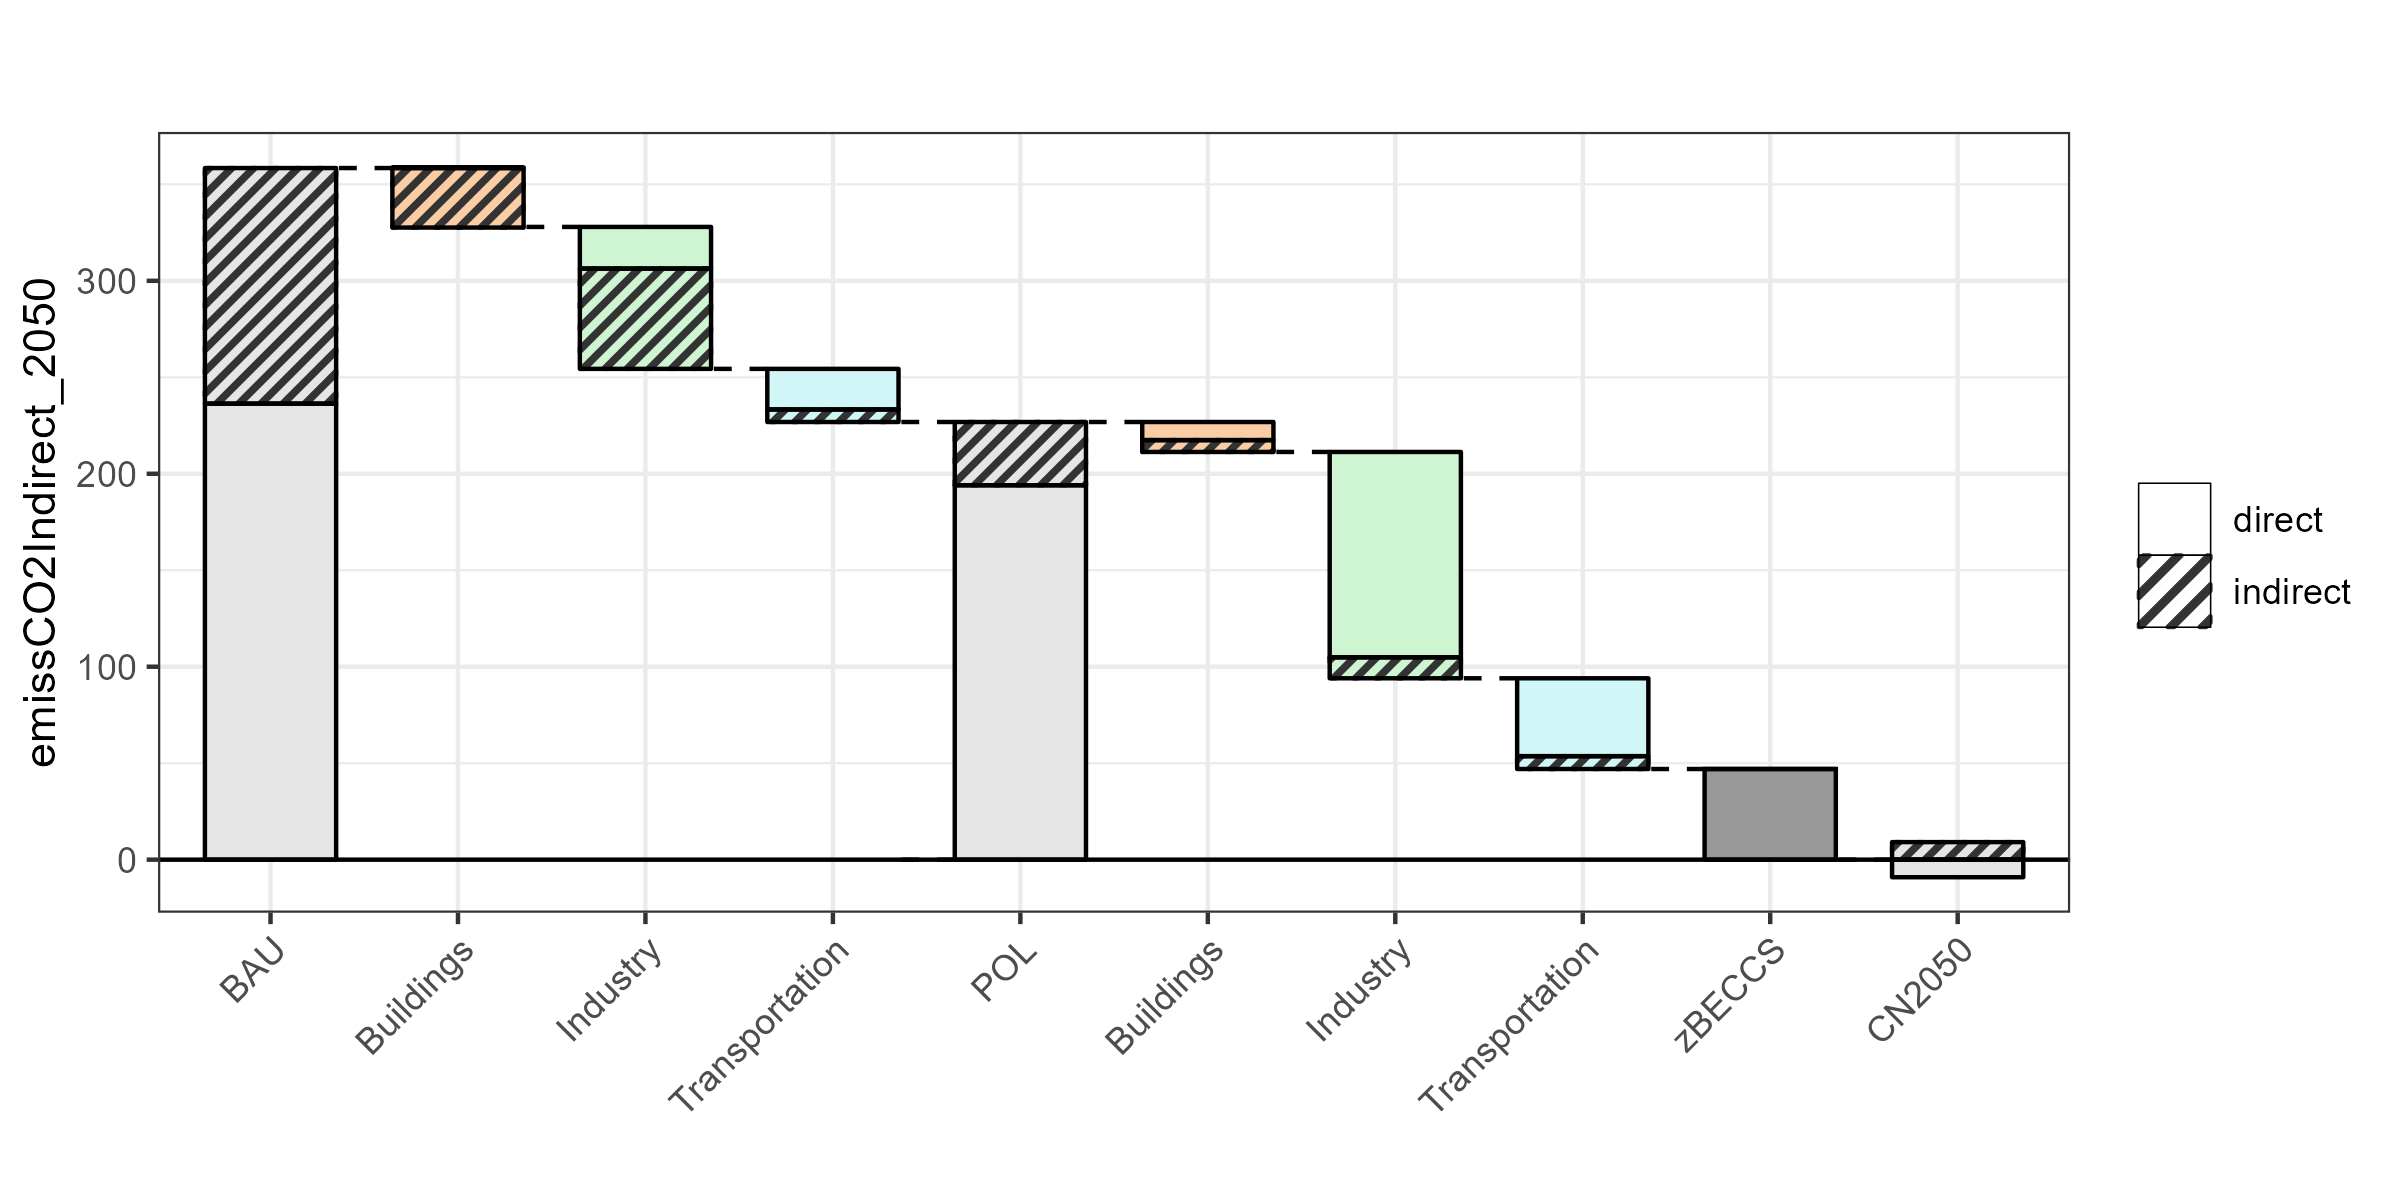 emissCO2Indirect_2050
300
200
100
0
BAU
Buildings
Industry
Transportation
POL
Buildings
Industry
Transportation
zBECCS
CN2050
direct
indirect